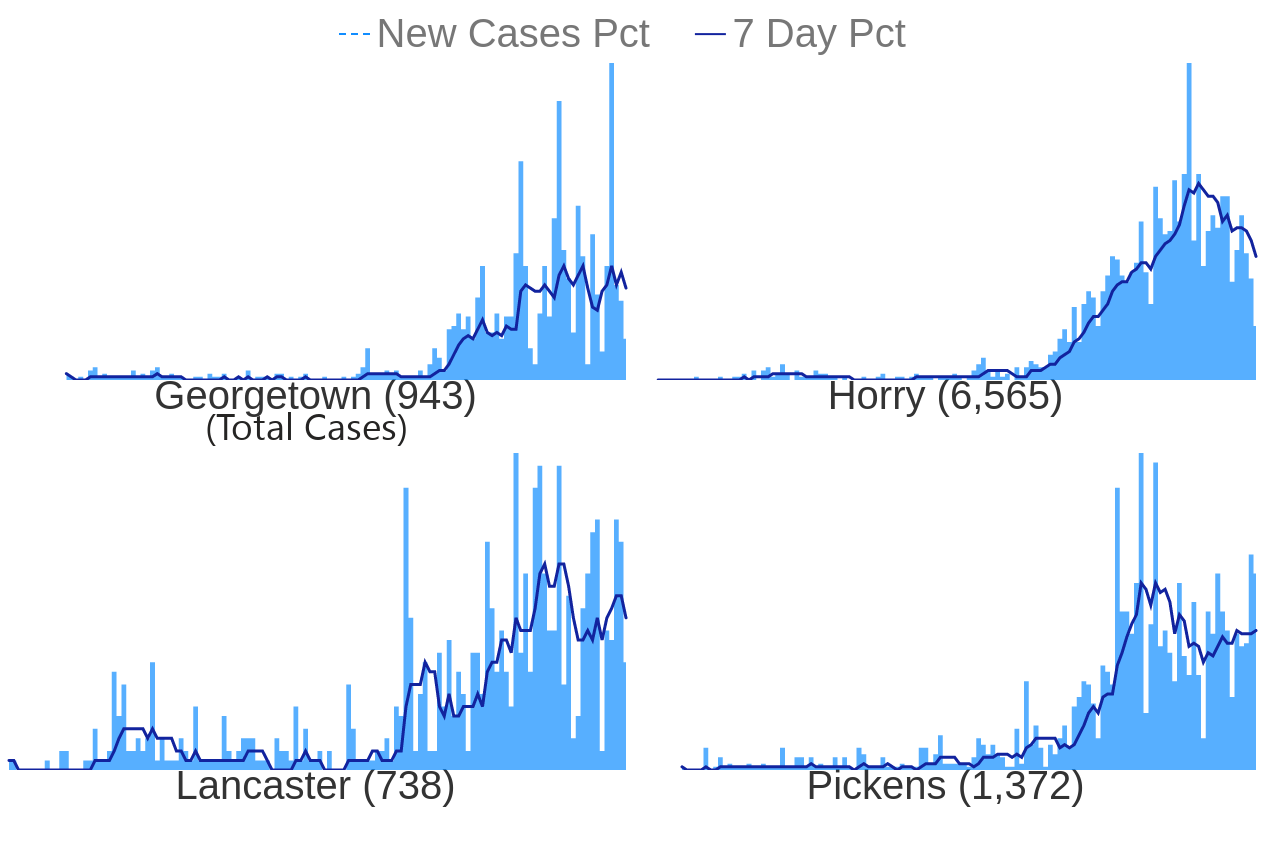 New Cases Pct 7 Day Pct
Georgetown (943)
(Total Cases)
Horry (6,565)
Lancaster (738)
Pickens (1,372)